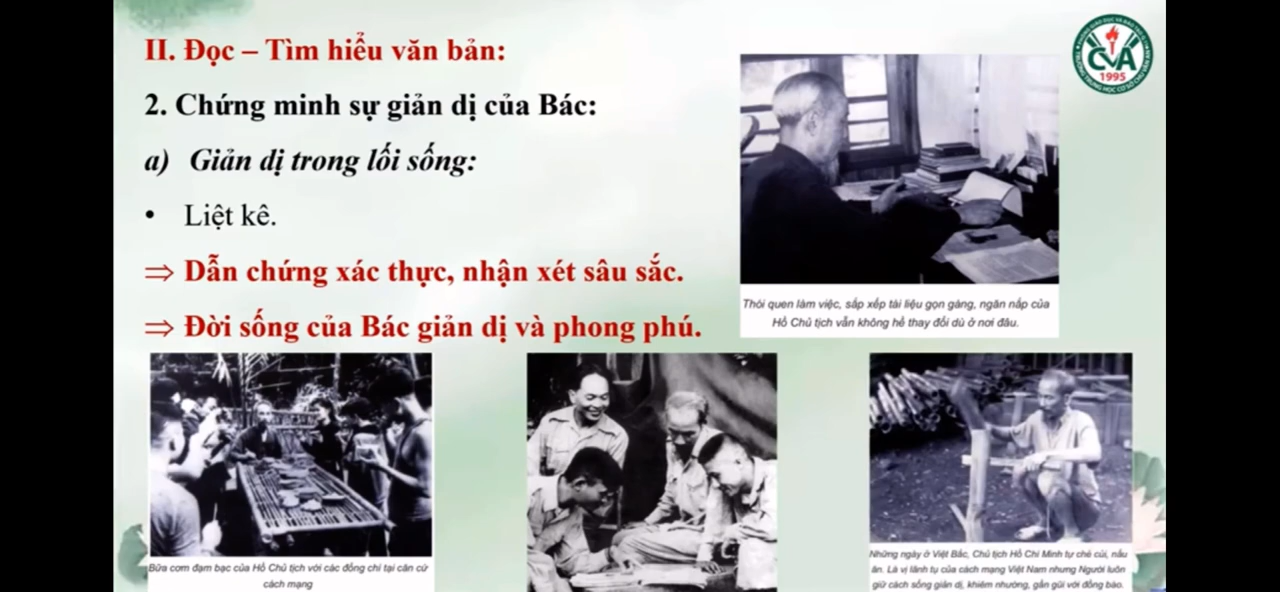 II. Đọc – Tìm hiểu văn bản:
2. Chứng minh sự giản dị của Bác:
a) Giản dị trong lối sống:
• Liệt kê.
⇒ Dẫn chứng xác thực, nhận xét sâu sắc.
⇒ Đời sống của Bác giản dị và phong phú.
CVA
1995
Thói quen làm việc, sắp xếp tài liệu gọn gàng, ngăn nắp của
Hồ Chủ tịch vẫn không hề thay đổi dù ở nơi đâu.
Bữa cơm đạm bạc của Hồ Chủ tịch với các đồng chí tại căn cứ
cách mạng
Những ngày ở Việt Bắc, Chủ tịch Hồ Chí Minh tự chẻ củi, nấu
ăn. Là vị lãnh tụ của cách mạng Việt Nam nhưng Người luôn
giữ cách sống giản dị, khiêm nhường, gần gũi với đồng bào.